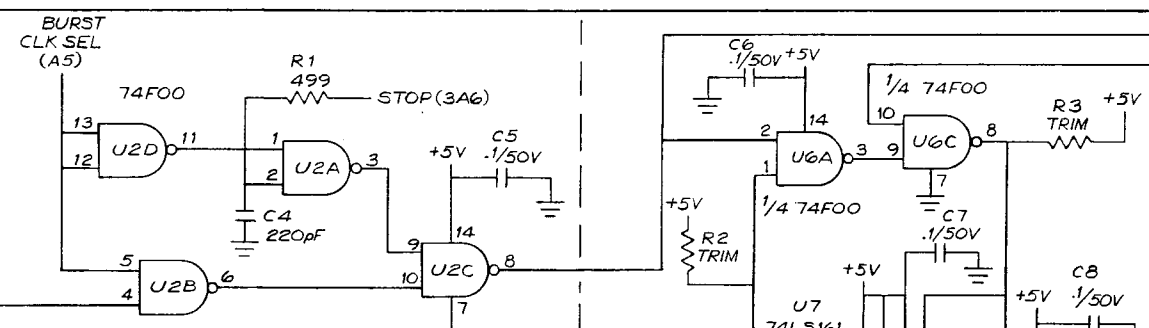 BURST
CLK SEL
(A5)
R1
499
STOP(3A6)
74F00
13
12
U2D
11
1
2
U2A
3
C4
220pF
+5V
C5
.1/50V
14
9
10
U2C
8
7
5
4
U2B
6
C6
.1/50V
+5V
14
2
1
U6A
3
1/4 74F00
1/4 74F00
10
9
U6C
8
7
R3
TRIM
+5V
+5V
R2
TRIM
C7
.1/50V
+5V
U7
74LS161
+5V
C8
.1/50V